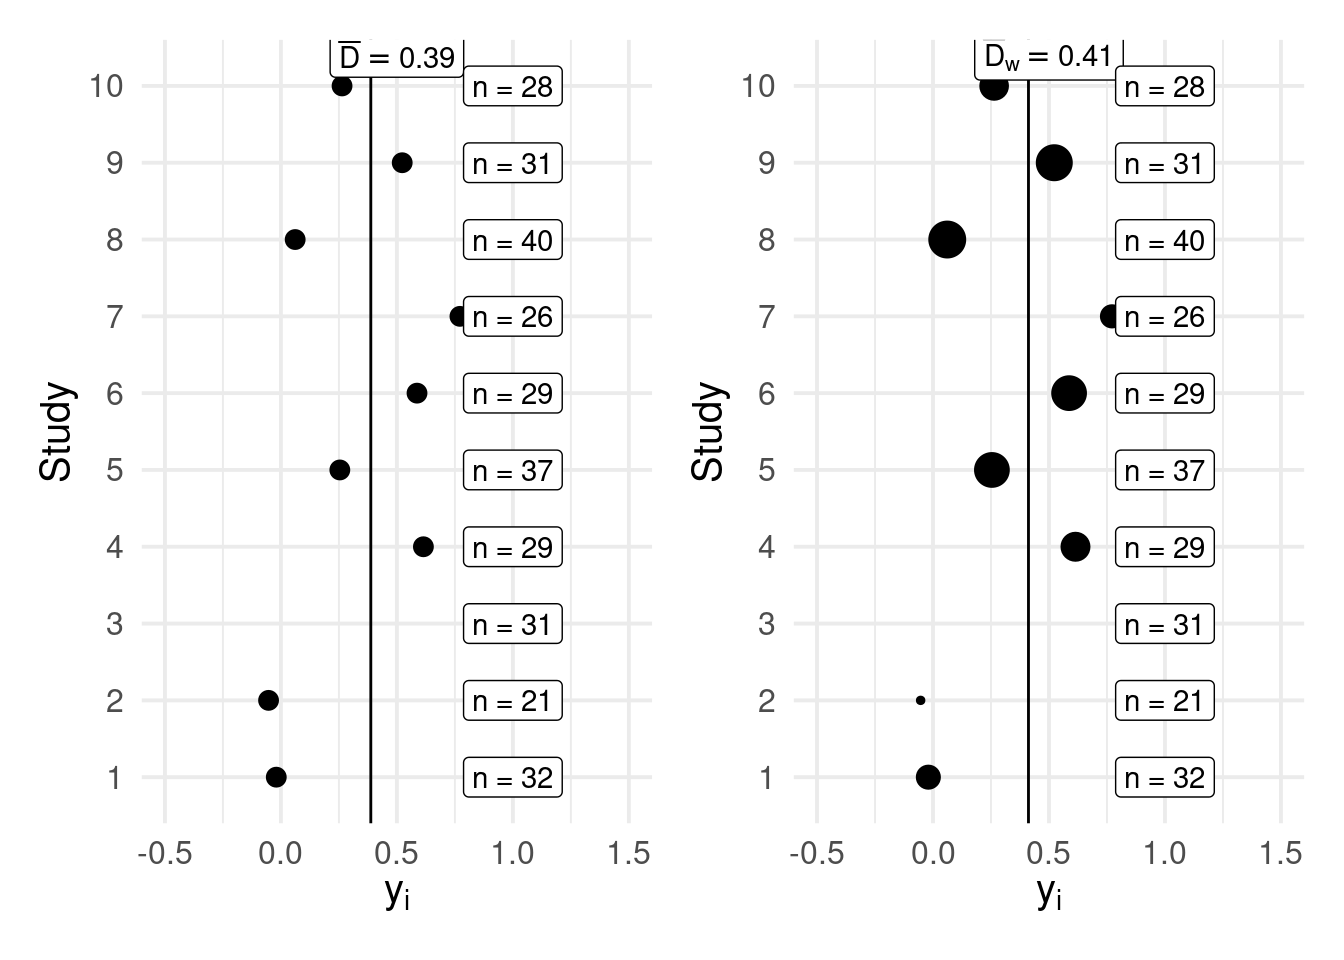 D̅ = 0.39
10 n = 28
9 n = 31
8 n = 40
7 n = 26
6 n = 29
5 n = 37
4 n = 29
3 n = 31
2 n = 21
1 n = 32
Study
-0.5 0.0 0.5 1.0 1.5
yᵢ
D̅w = 0.41
10 n = 28
9 n = 31
8 n = 40
7 n = 26
6 n = 29
5 n = 37
4 n = 29
3 n = 31
2 n = 21
1 n = 32
Study
-0.5 0.0 0.5 1.0 1.5
yᵢ